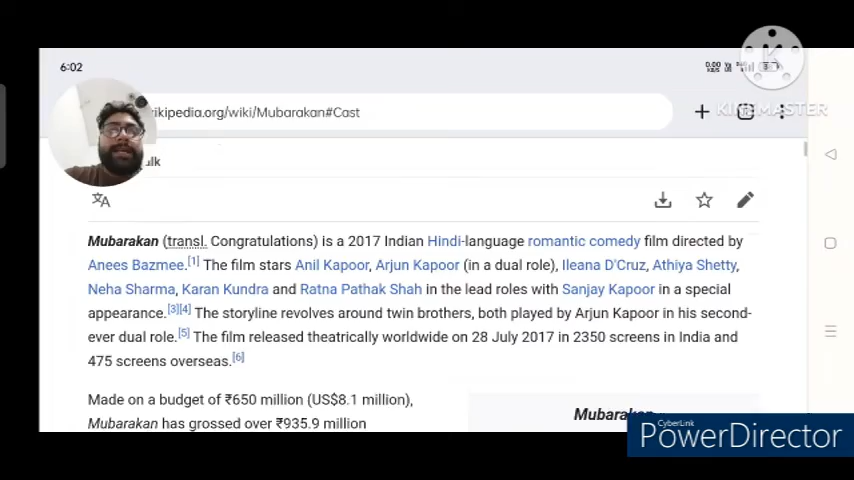 6:02
KINEMASTER
ikipedia.org/wiki/Mubarakan#Cast
alk
Mubarakan (transl. Congratulations) is a 2017 Indian Hindi-language romantic comedy film directed by
Anees Bazmee.[1] The film stars Anil Kapoor, Arjun Kapoor (in a dual role), Ileana D'Cruz, Athiya Shetty,
Neha Sharma, Karan Kundra and Ratna Pathak Shah in the lead roles with Sanjay Kapoor in a special
appearance.[3][4] The storyline revolves around twin brothers, both played by Arjun Kapoor in his second-
ever dual role.[5] The film released theatrically worldwide on 28 July 2017 in 2350 screens in India and
475 screens overseas.[6]
Made on a budget of ₹650 million (US$8.1 million),
Mubarakan has grossed over ₹935.9 million
Mubarakan
CyberLink
PowerDirector